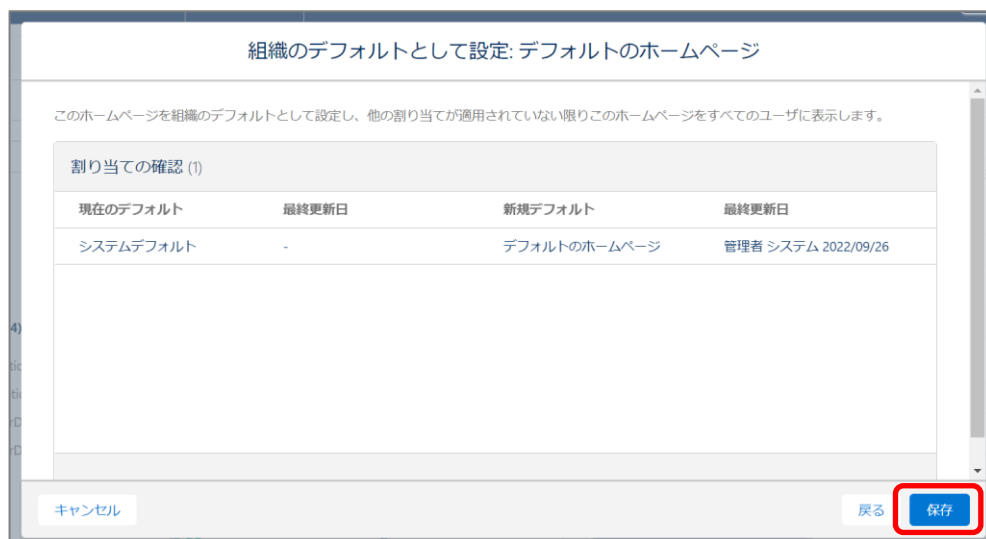 組織のデフォルトとして設定: デフォルトのホームページ
このホームページを組織のデフォルトとして設定し、他の割り当てが適用されていない限りこのホームページをすべてのユーザに表示します。
割り当ての確認 (1)
現在のデフォルト 最終更新日 新規デフォルト 最終更新日
システムデフォルト - デフォルトのホームページ 管理者 システム 2022/09/26
4)
tic
tic
rD
rD
キャンセル 戻る 保存